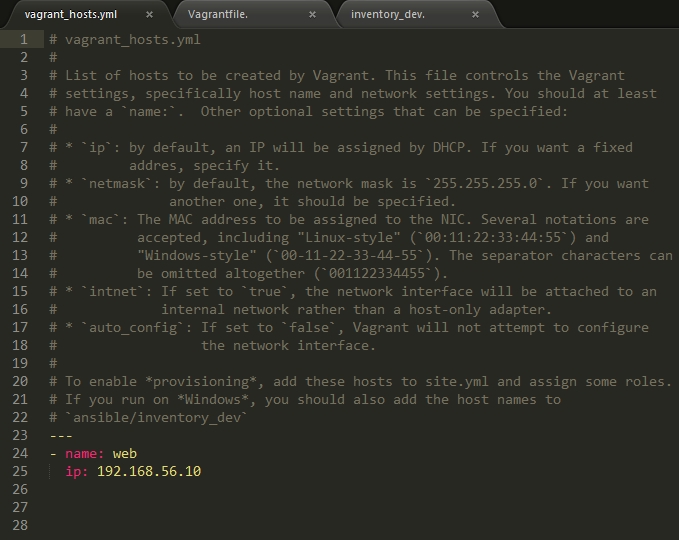 vagrant_hosts.yml × Vagrantfile. × inventory_dev. ×
1 # vagrant_hosts.yml
2 #
3 # List of hosts to be created by Vagrant. This file controls the Vagrant
4 # settings, specifically host name and network settings. You should at least
5 # have a `name:`.  Other optional settings that can be specified:
6 #
7 # * `ip`: by default, an IP will be assigned by DHCP. If you want a fixed
8 #         addres, specify it.
9 # * `netmask`: by default, the network mask is `255.255.255.0`. If you want
10 #              another one, it should be specified.
11 # * `mac`: The MAC address to be assigned to the NIC. Several notations are
12 #          accepted, including "Linux-style" (`00:11:22:33:44:55`) and
13 #          "Windows-style" (`00-11-22-33-44-55`). The separator characters can
14 #          be omitted altogether (`001122334455`).
15 # * `intnet`: If set to `true`, the network interface will be attached to an
16 #             internal network rather than a host-only adapter.
17 # * `auto_config`: If set to `false`, Vagrant will not attempt to configure
18 #                  the network interface.
19 #
20 # To enable *provisioning*, add these hosts to site.yml and assign some roles.
21 # If you run on *Windows*, you should also add the host names to
22 # `ansible/inventory_dev`
23 ---
24 - name: web
25   ip: 192.168.56.10
26
27
28